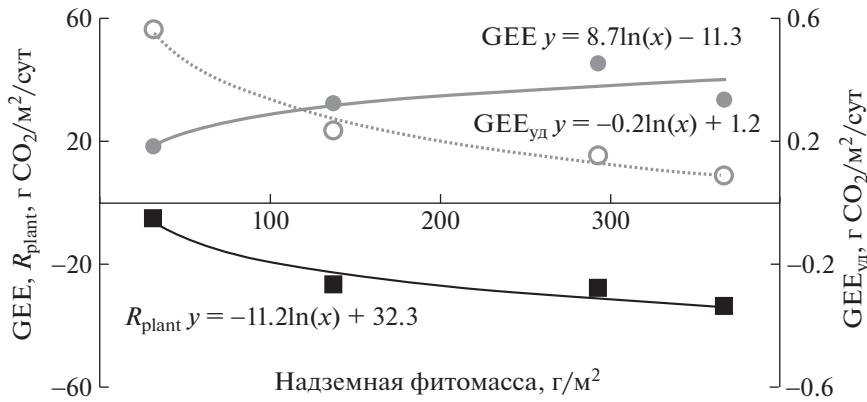 60
20
−20
−60
GEE, R_plant, г CO₂/м²/сут
GEE y = 8.7ln(x) – 11.3
GEE_уд y = –0.2ln(x) + 1.2
100
200
300
R_plant y = –11.2ln(x) + 32.3
Надземная фитомасса, г/м²
0.6
0.2
–0.2
–0.6
GEE_уд, г CO₂/м²/сут